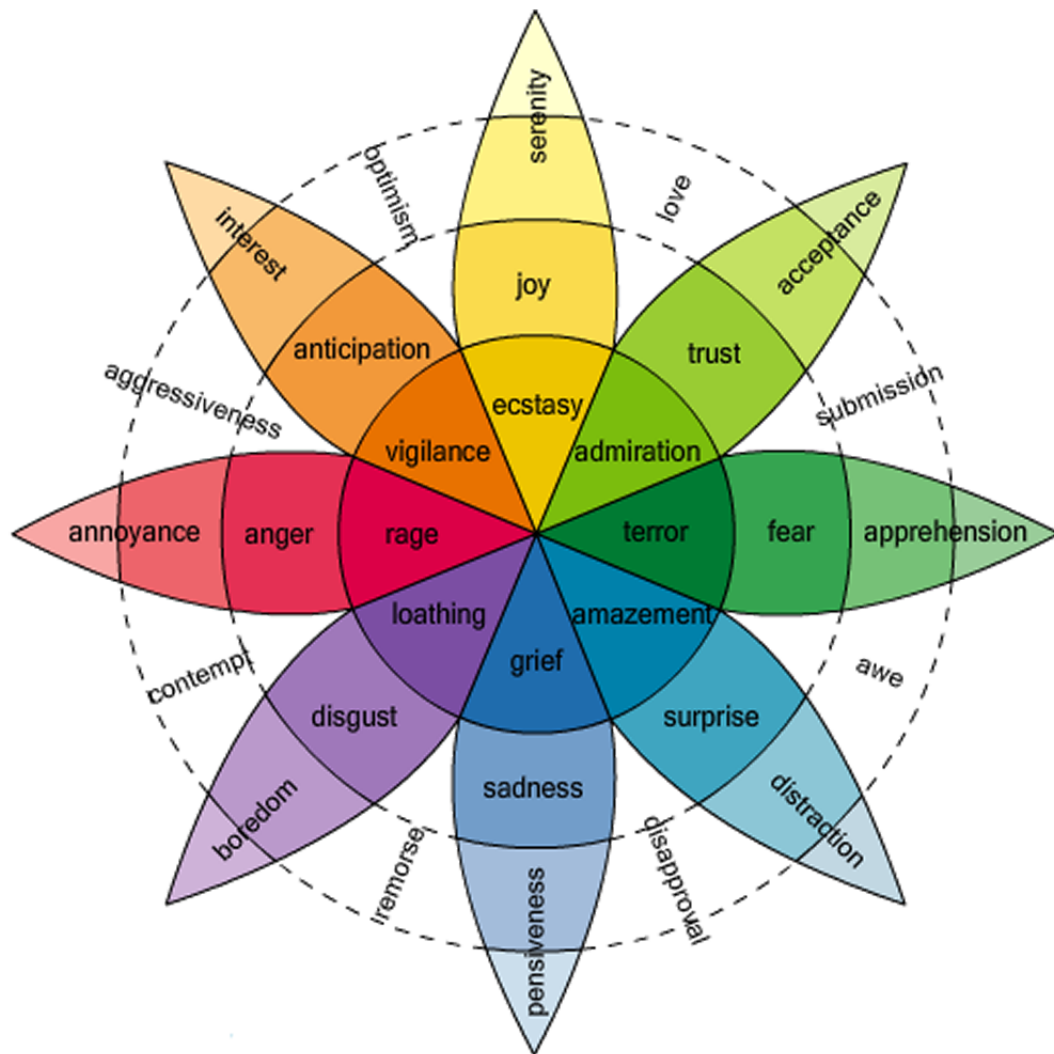 serenity
optimism
love
interest
acceptance
joy
anticipation
trust
aggressiveness
submission
ecstasy
vigilance
admiration
annoyance
anger
rage
terror
fear
apprehension
loathing
amazement
contempt
grief
awe
disgust
surprise
sadness
boredom
distraction
remorse
disapproval
pensiveness